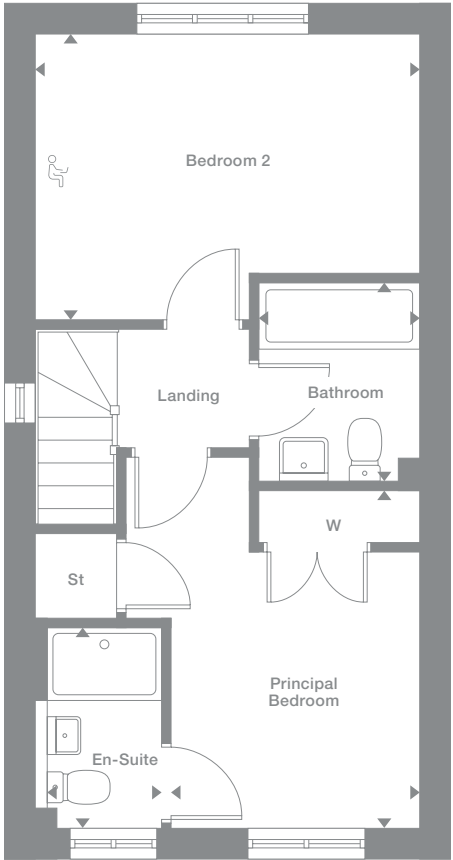 Bedroom 2
Landing
Bathroom
W
St
Principal
Bedroom
En-Suite